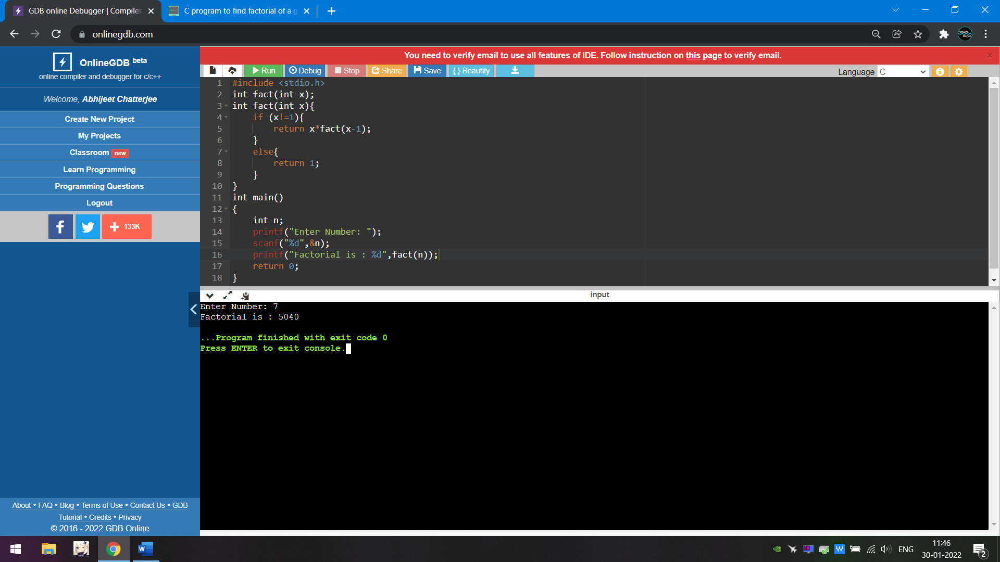 GDB online Debugger | Compiler
C program to find factorial of a g
onlinegdb.com
OnlineGDB beta
online compiler and debugger for c/c++
Welcome, Abhijeet Chatterjee
Create New Project
My Projects
Classroom new
Learn Programming
Programming Questions
Logout
133K
About • FAQ • Blog • Terms of Use • Contact Us • GDB
Tutorial • Credits • Privacy
© 2016 - 2022 GDB Online
You need to verify email to use all features of IDE. Follow instruction on this page to verify email.
Run Debug Stop Share Save { } Beautify
Language C
1 #include <stdio.h>
2 int fact(int x);
3 int fact(int x){
4     if (x!=1){
5         return x*fact(x-1);
6     }
7     else{
8         return 1;
9     }
10 }
11 int main()
12 {
13     int n;
14     printf("Enter Number: ");
15     scanf("%d",&n);
16     printf("Factorial is : %d",fact(n));
17     return 0;
18 }
input
Enter Number: 7
Factorial is : 5040
...Program finished with exit code 0
Press ENTER to exit console.
ENG
11:46
30-01-2022
2